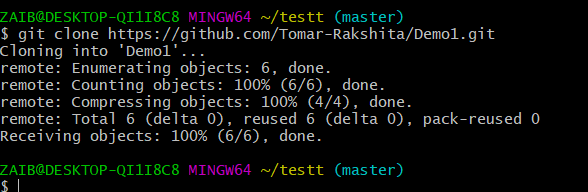 ZAIB@DESKTOP-QI1I8C8 MINGW64 ~/testt (master)
$ git clone https://github.com/Tomar-Rakshita/Demo1.git
Cloning into 'Demo1'...
remote: Enumerating objects: 6, done.
remote: Counting objects: 100% (6/6), done.
remote: Compressing objects: 100% (4/4), done.
remote: Total 6 (delta 0), reused 6 (delta 0), pack-reused 0
Receiving objects: 100% (6/6), done.
ZAIB@DESKTOP-QI1I8C8 MINGW64 ~/testt (master)
$